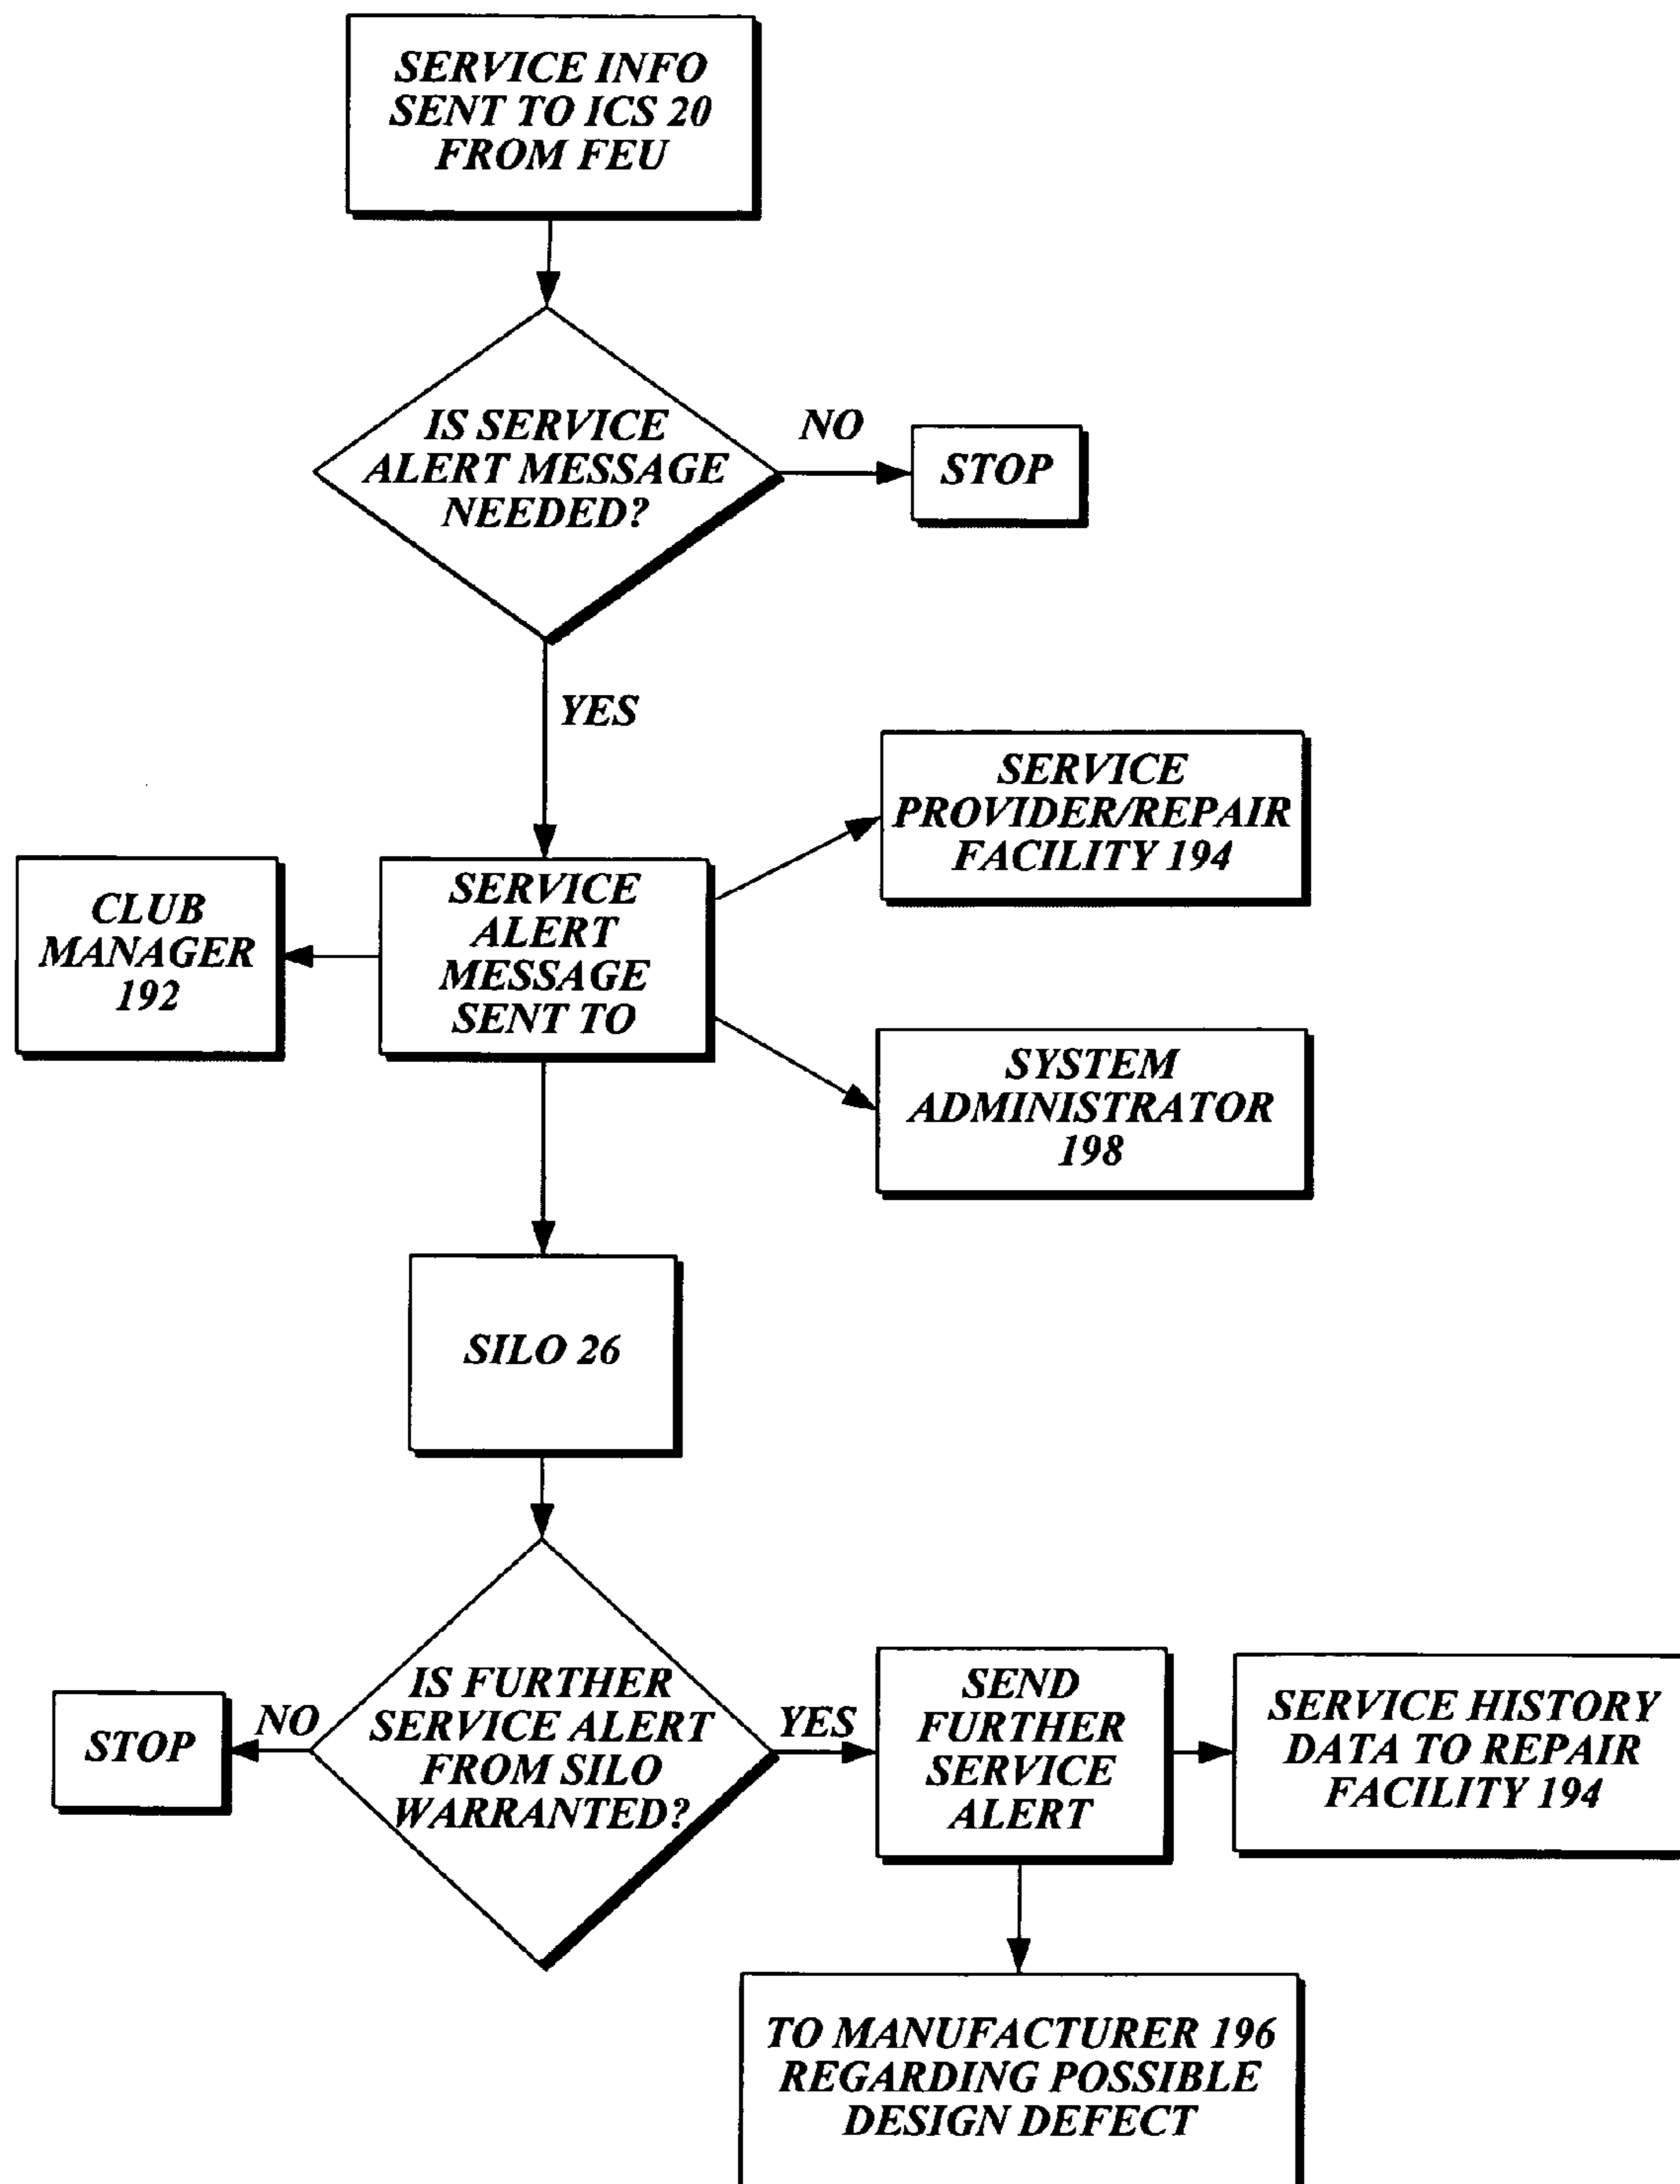 SERVICE INFO
SENT TO ICS 20
FROM FEU
IS SERVICE
ALERT MESSAGE
NEEDED?
NO
STOP
YES
SERVICE
PROVIDER/REPAIR
FACILITY 194
CLUB
MANAGER
192
SERVICE
ALERT
MESSAGE
SENT TO
SYSTEM
ADMINISTRATOR
198
SILO 26
IS FURTHER
SERVICE ALERT
FROM SILO
WARRANTED?
NO
STOP
YES
SEND
FURTHER
SERVICE
ALERT
SERVICE HISTORY
DATA TO REPAIR
FACILITY 194
TO MANUFACTURER 196
REGARDING POSSIBLE
DESIGN DEFECT